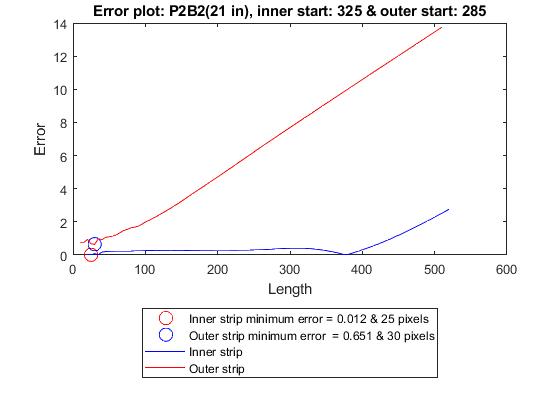 Error plot: P2B2(21 in), inner start: 325 & outer start: 285
14
12
10
8
6
4
2
0
Error
0 100 200 300 400 500 600
Length
Inner strip minimum error = 0.012 & 25 pixels
Outer strip minimum error = 0.651 & 30 pixels
Inner strip
Outer strip